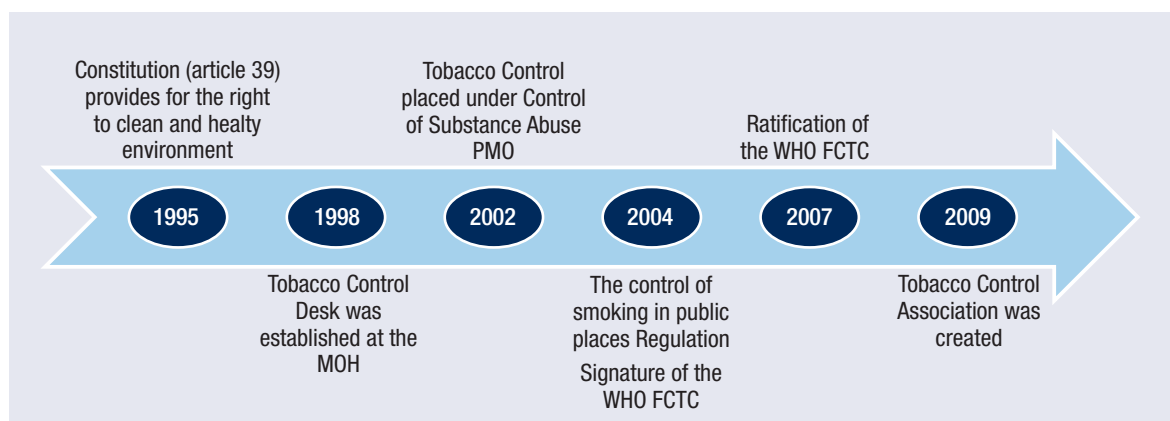 Constitution (article 39)
provides for the right
to clean and healty
environment
Tobacco Control
placed under Control
of Substance Abuse
PMO
Ratification of
the WHO FCTC
1995
1998
2002
2004
2007
2009
Tobacco Control
Desk was
established at the
MOH
The control of
smoking in public
places Regulation
Signature of the
WHO FCTC
Tobacco Control
Association was
created